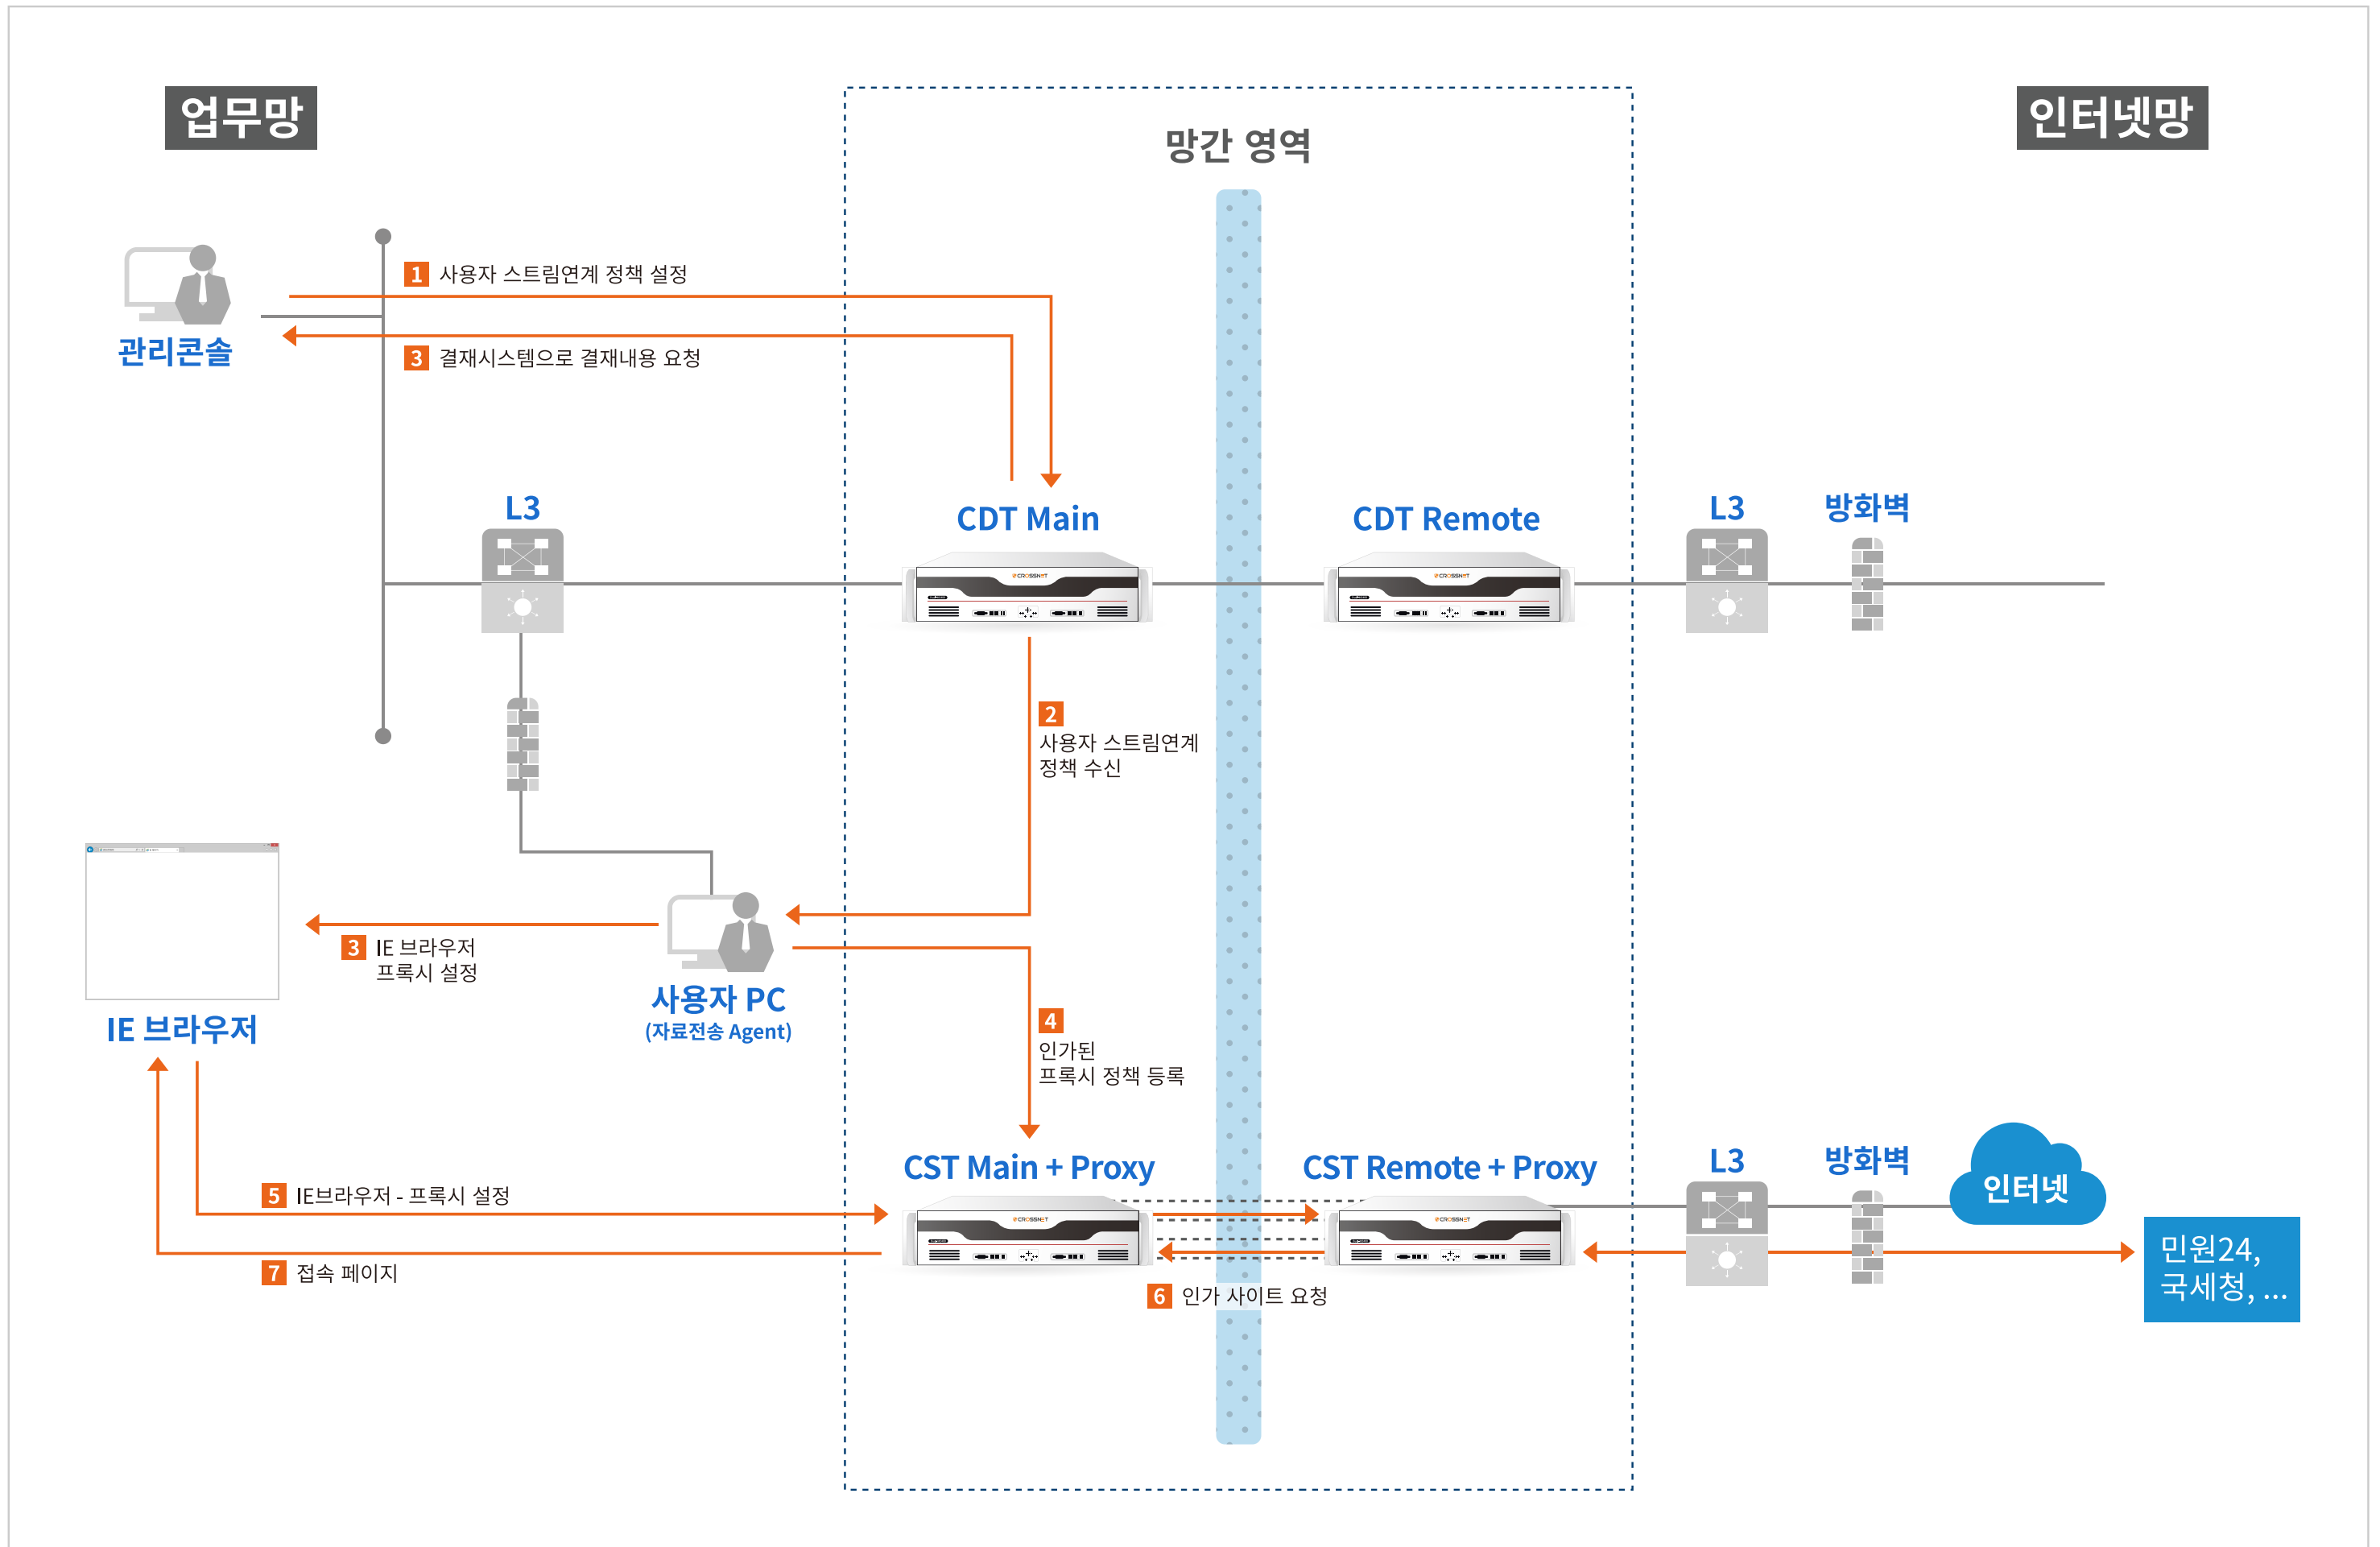 업무망
인터넷망
망간 영역
1 사용자 스트림연계 정책 설정
관리콘솔
3 결재시스템으로 결재내용 요청
L3
CDT Main
CDT Remote
L3
방화벽
CROSSNET
CROSSNET
2
사용자 스트림연계
정책 수신
3 IE 브라우저
프록시 설정
사용자 PC
(자료전송 Agent)
IE 브라우저
4
인가된
프록시 정책 등록
CST Main + Proxy
CST Remote + Proxy
L3
방화벽
인터넷
5 IE브라우저 - 프록시 설정
CROSSNET
CROSSNET
민원24,
국세청, ...
7 접속 페이지
6 인가 사이트 요청